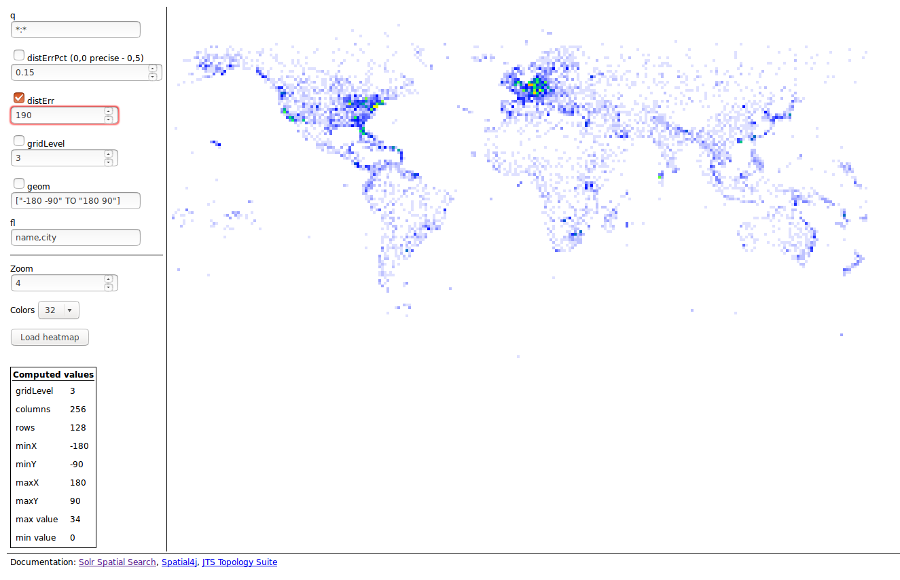 q
*:*
distErrPct (0,0 precise - 0,5)
0.15
distErr
190
gridLevel
3
geom
["-180 -90" TO "180 90"]
fl
name,city
Zoom
4
Colors 32
Load heatmap
Computed values
gridLevel 3
columns 256
rows 128
minX -180
minY -90
maxX 180
maxY 90
max value 34
min value 0
Documentation: Solr Spatial Search, Spatial4j, JTS Topology Suite